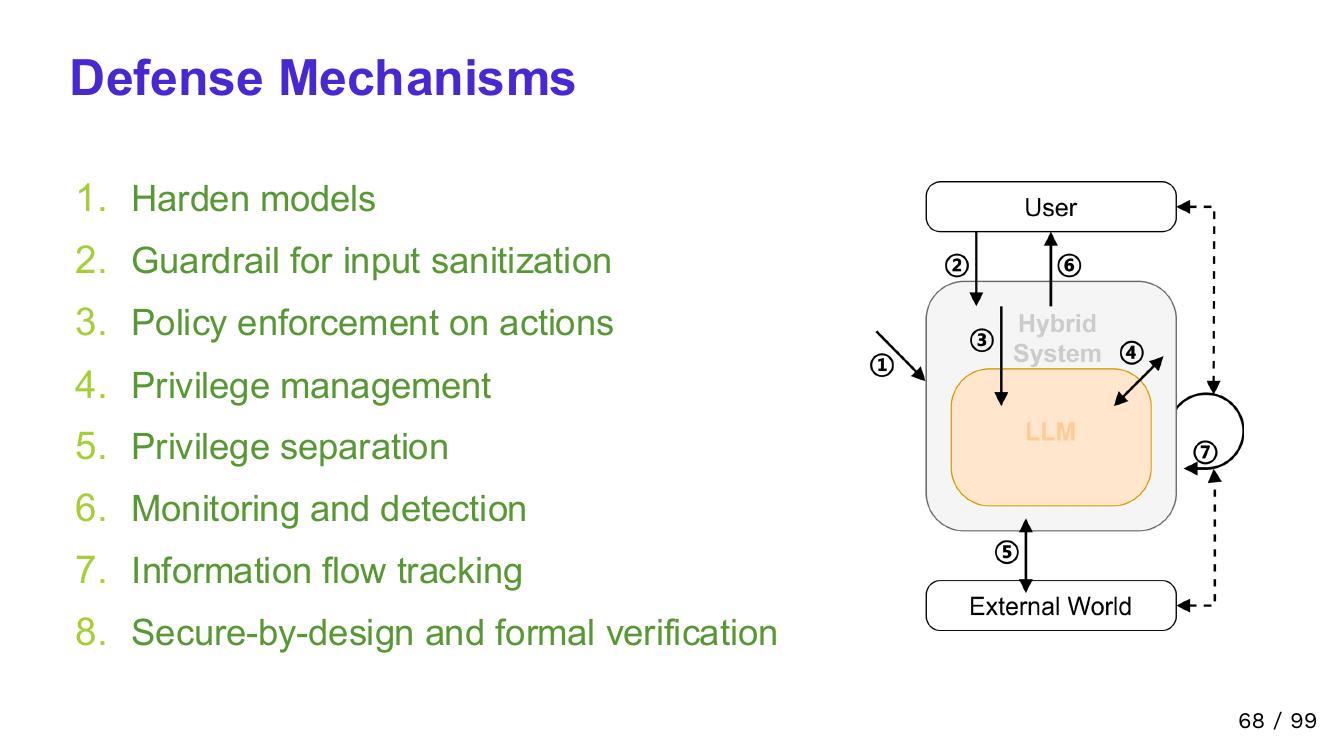 Defense Mechanisms
1. Harden models
2. Guardrail for input sanitization
3. Policy enforcement on actions
4. Privilege management
5. Privilege separation
6. Monitoring and detection
7. Information flow tracking
8. Secure-by-design and formal verification
User
② ⑥
Hybrid
System
③ ④
①
LLM
⑦
⑤
External World
68 / 99